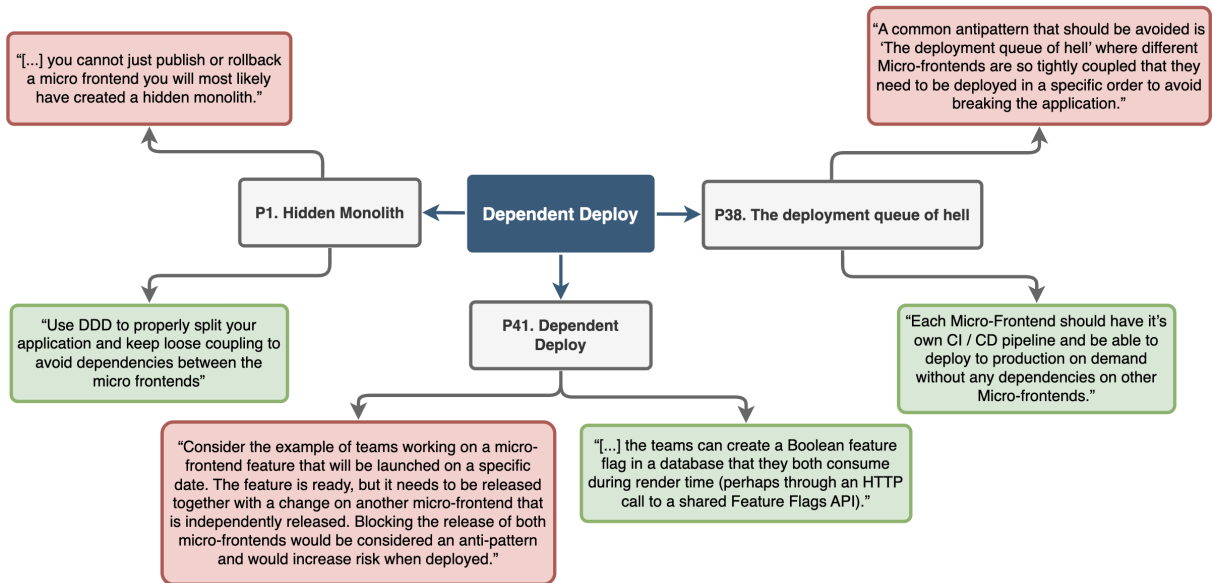 “[...] you cannot just publish or rollback
a micro frontend you will most likely
have created a hidden monolith.”
“A common antipattern that should be avoided is
‘The deployment queue of hell’ where different
Micro-frontends are so tightly coupled that they
need to be deployed in a specific order to avoid
breaking the application.”
P1. Hidden Monolith
Dependent Deploy
P38. The deployment queue of hell
“Use DDD to properly split your
application and keep loose coupling to
avoid dependencies between the
micro frontends”
P41. Dependent
Deploy
“Each Micro-Frontend should have it’s
own CI / CD pipeline and be able to
deploy to production on demand
without any dependencies on other
Micro-frontends.”
“Consider the example of teams working on a micro-
frontend feature that will be launched on a specific
date. The feature is ready, but it needs to be released
together with a change on another micro-frontend that
is independently released. Blocking the release of both
micro-frontends would be considered an anti-pattern
and would increase risk when deployed.”
“[...] the teams can create a Boolean feature
flag in a database that they both consume
during render time (perhaps through an HTTP
call to a shared Feature Flags API).”